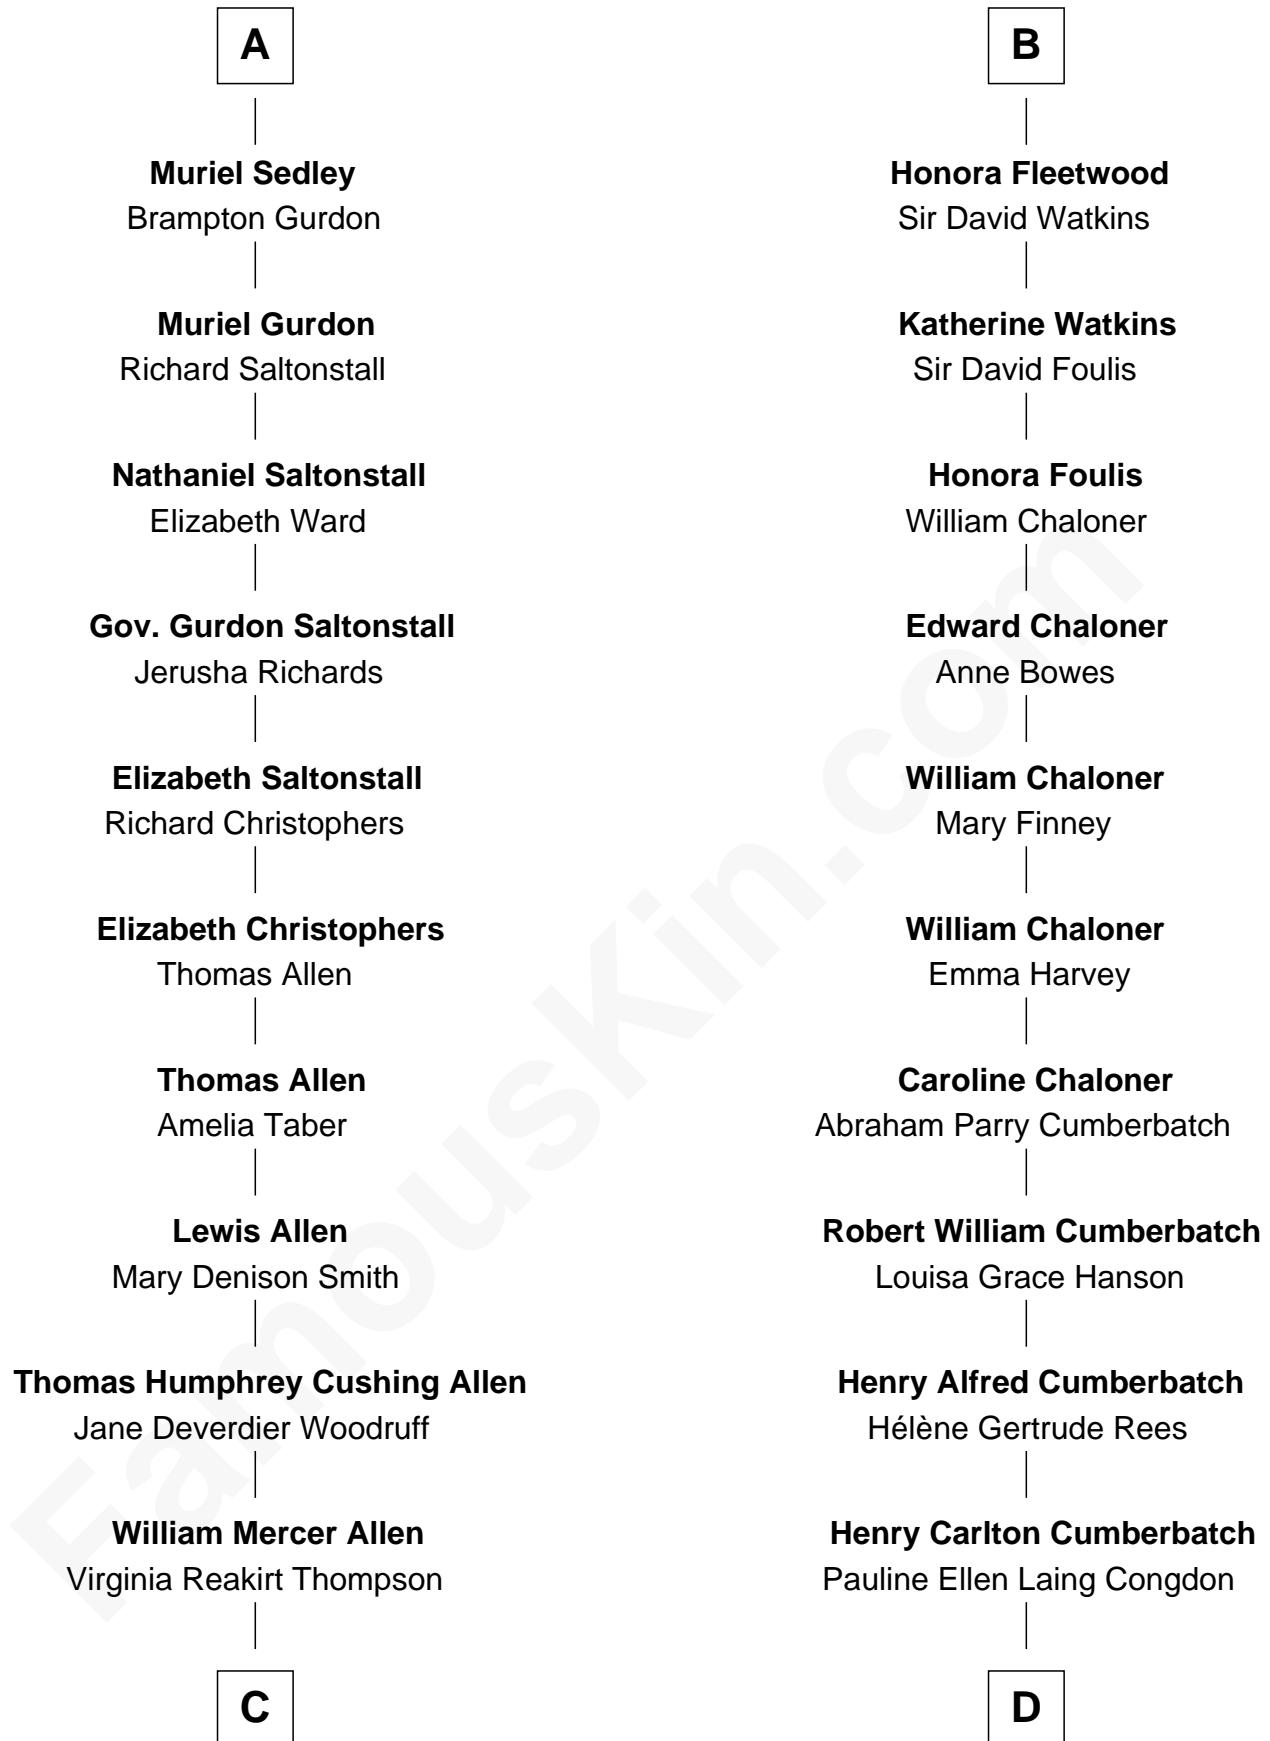 A
Muriel Sedley
Brampton Gurdon
Muriel Gurdon
Richard Saltonstall
Nathaniel Saltonstall
Elizabeth Ward
Gov. Gurdon Saltonstall
Jerusha Richards
Elizabeth Saltonstall
Richard Christophers
Elizabeth Christophers
Thomas Allen
Thomas Allen
Amelia Taber
Lewis Allen
Mary Denison Smith
Thomas Humphrey Cushing Allen
Jane Deverdier Woodruff
William Mercer Allen
Virginia Reakirt Thompson
C
B
Honora Fleetwood
Sir David Watkins
Katherine Watkins
Sir David Foulis
Honora Foulis
William Chaloner
Edward Chaloner
Anne Bowes
William Chaloner
Mary Finney
William Chaloner
Emma Harvey
Caroline Chaloner
Abraham Parry Cumberbatch
Robert William Cumberbatch
Louisa Grace Hanson
Henry Alfred Cumberbatch
Hélène Gertrude Rees
Henry Carlton Cumberbatch
Pauline Ellen Laing Congdon
D
FamousKin.com